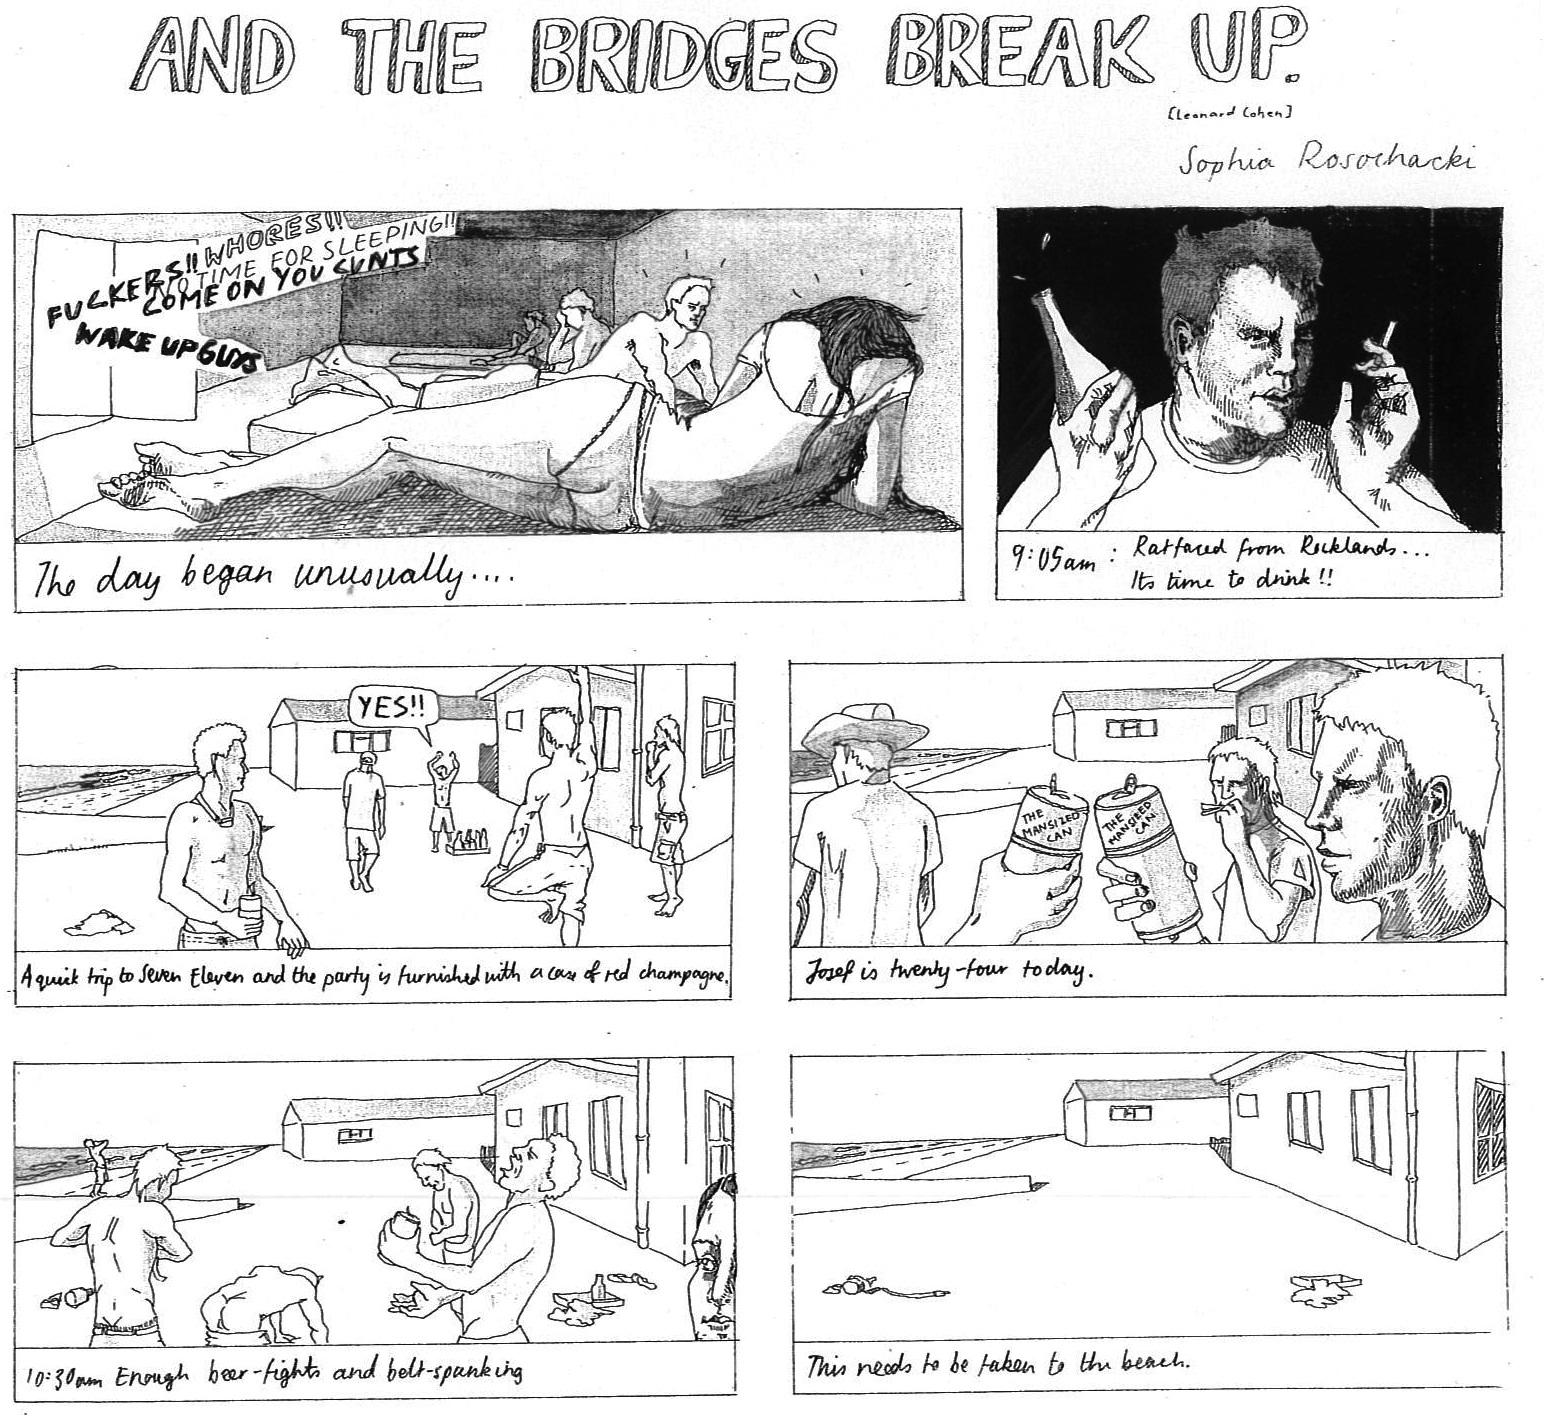 AND THE BRIDGES BREAK UP.
[Leonard Cohen]
Sophia Rosochacki
WHORES!!
FUCKERS!! NO TIME FOR SLEEPING!!
COME ON YOU CUNTS
WAKE UP GUYS
The day began unusually....
9:05am : Ratfaced from Rocklands...
Its time to drink!!
YES!!
A quick trip to Seven Eleven and the party is furnished with a case of red champagne.
THE
MANSIZED
CAN
THE
MANSIZED
CAN
Josef is twenty-four today.
10:30am Enough beer-fights and belt-spanking
This needs to be taken to the beach.